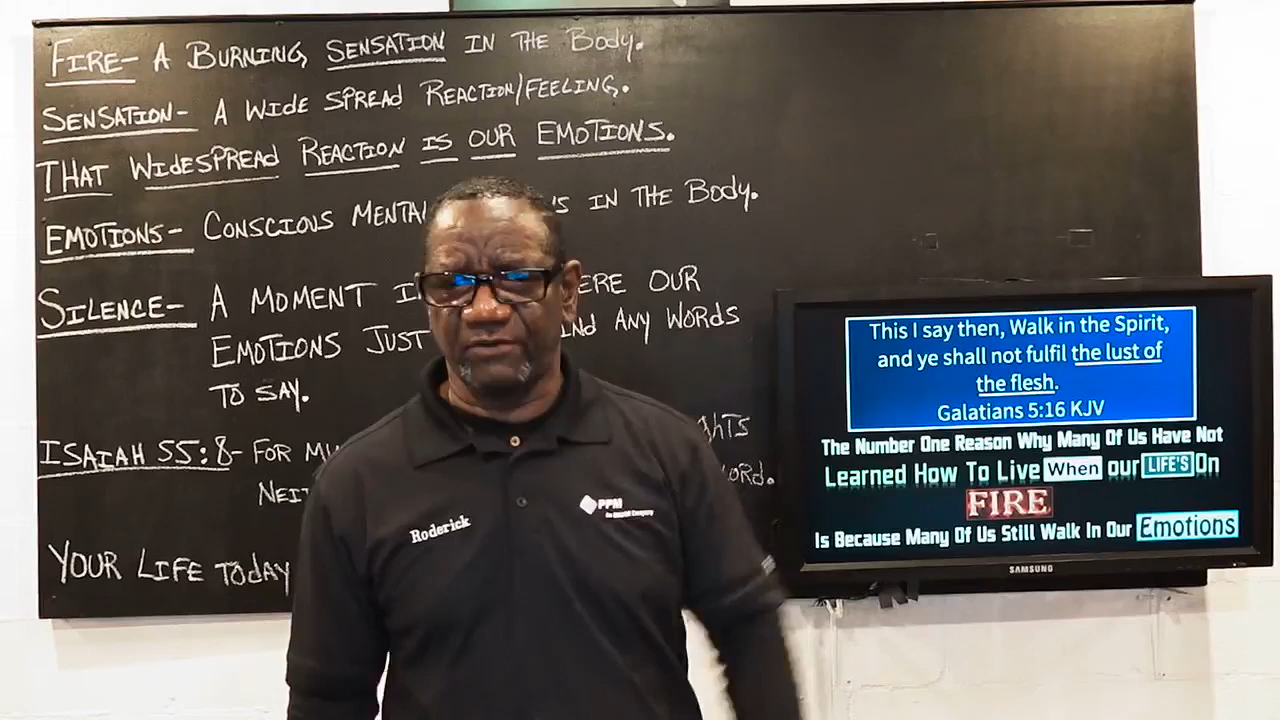 FIRE- A BURNING SENSATION IN THE BODY.
SENSATION- A WIDE SPREAD REACTION/FEELING.
THAT WIDESPREAD REACTION IS OUR EMOTIONS.
EMOTIONS- CONSCIOUS MENTAL IN THE BODY.
SILENCE- A MOMENT OUR
EMOTIONS JUST ANY WORDS
TO SAY.
ISAIAH 55:8- FOR MY
YOUR LIFE TODAY
This I say then, Walk in the Spirit,
and ye shall not fulfil the lust of
the flesh.
Galatians 5:16 KJV
The Number One Reason Why Many Of Us Have Not
Learned How To Live When our LIFE'S On
FIRE
Is Because Many Of Us Still Walk In Our Emotions
SAMSUNG
Roderick
PPM